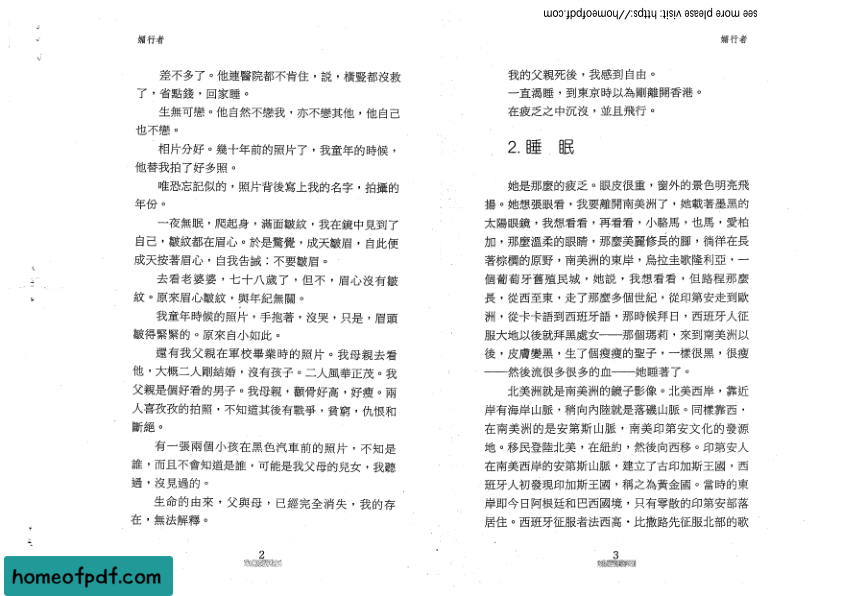 see more please visit: https://homeofpdf.com
媚行者
差不多了。他連醫院都不肯住，說，橫豎都沒救
了，省點錢，回家睡。
生無可戀。他自然不戀我，亦不戀其他，他自己
也不戀。
相片分好。幾十年前的照片了，我童年的時候，
他替我拍了好多照。
唯恐忘記似的，照片背後寫上我的名字，拍攝的
年份。
一夜無眠，爬起身，滿面皺紋，我在鏡中見到了
自己，皺紋都在眉心。於是驚覺，成天皺眉，自此便
成天按著眉心，自我告誡：不要皺眉。
去看老婆婆，七十八歲了，但不，眉心沒有皺
紋。原來眉心皺紋，與年紀無關。
我童年時候的照片，手抱著，沒哭，只是，眉頭
皺得緊緊的。原來自小如此。
還有我父親在軍校畢業時的照片。我母親去看
他，大概二人剛結婚，沒有孩子。二人風華正茂。我
父親是個好看的男子。我母親，顴骨好高，好瘦。兩
人喜孜孜的拍照，不知道其後有戰爭，貧窮，仇恨和
斷絕。
有一張兩個小孩在黑色汽車前的照片，不知是
誰，而且不會知道是誰，可能是我父母的兒女，我聽
過，沒見過的。
生命的由來，父與母，已經完全消失，我的存
在，無法解釋。
2
媚行者
我的父親死後，我感到自由。
一直渴睡，到東京時以為剛離開香港。
在疲乏之中沉沒，並且飛行。
2. 睡 眠
她是那麼的疲乏。眼皮很重，窗外的景色明亮飛
揚。她想張眼看，我要離開南美洲了，她載著墨黑的
太陽眼鏡，我想看看，再看看，小駱馬，也馬，愛柏
加，那麼溫柔的眼睛，那麼美麗修長的腳，徜徉在長
著棕櫚的原野，南美洲的東岸，烏拉圭歌隆利亞，一
個葡萄牙舊殖民城，她說，我想看看，但路程那麼
長，從西至東，走了那麼多個世紀，從印第安走到歐
洲，從卡卡語到西班牙語，那時候拜日，西班牙人征
服大地以後就拜黑處女——那個瑪莉，來到南美洲以
後，皮膚變黑，生了個瘦瘦的聖子，一樣很黑，很瘦
——然後流很多很多的血——她睡著了。
北美洲就是南美洲的鏡子影像。北美西岸，靠近
岸有海岸山脈，稍向內陸就是落磯山脈。同樣靠西，
在南美洲的是安第斯山脈，南美印第安文化的發源
地。移民登陸北美，在紐約，然後向西移。印第安人
在南美西岸的安第斯山脈，建立了古印加斯王國，西
班牙人初發現印加斯王國，稱之為黃金國。當時的東
岸即今日阿根廷和巴西國境，只有零散的印第安部落
居住。西班牙征服者法西高·比撒路先征服北部的歌
3
homeofpdf.com